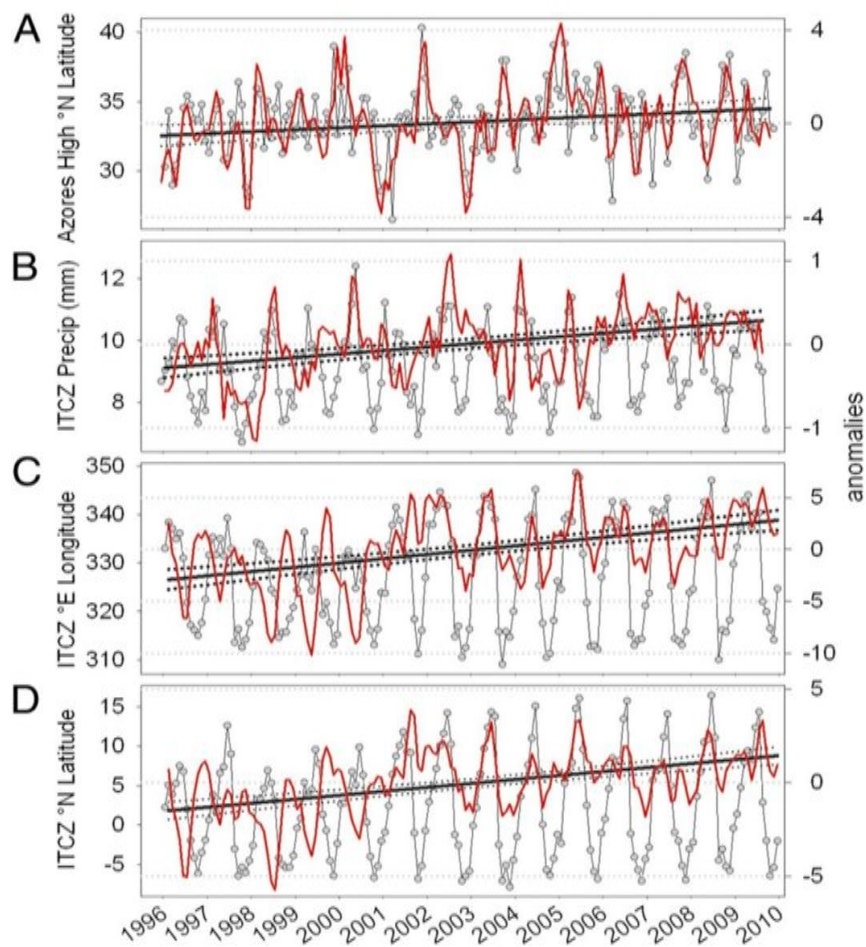 A
Azores High °N Latitude
40
35
30
4
0
-4
B
ITCZ Precip (mm)
12
10
8
1
0
-1
anomalies
C
ITCZ °E Longitude
350
340
330
320
310
5
0
-5
-10
D
ITCZ °N Latitude
15
10
5
0
-5
5
0
-5
1996 1997 1998 1999 2000 2001 2002 2003 2004 2005 2006 2007 2008 2009 2010